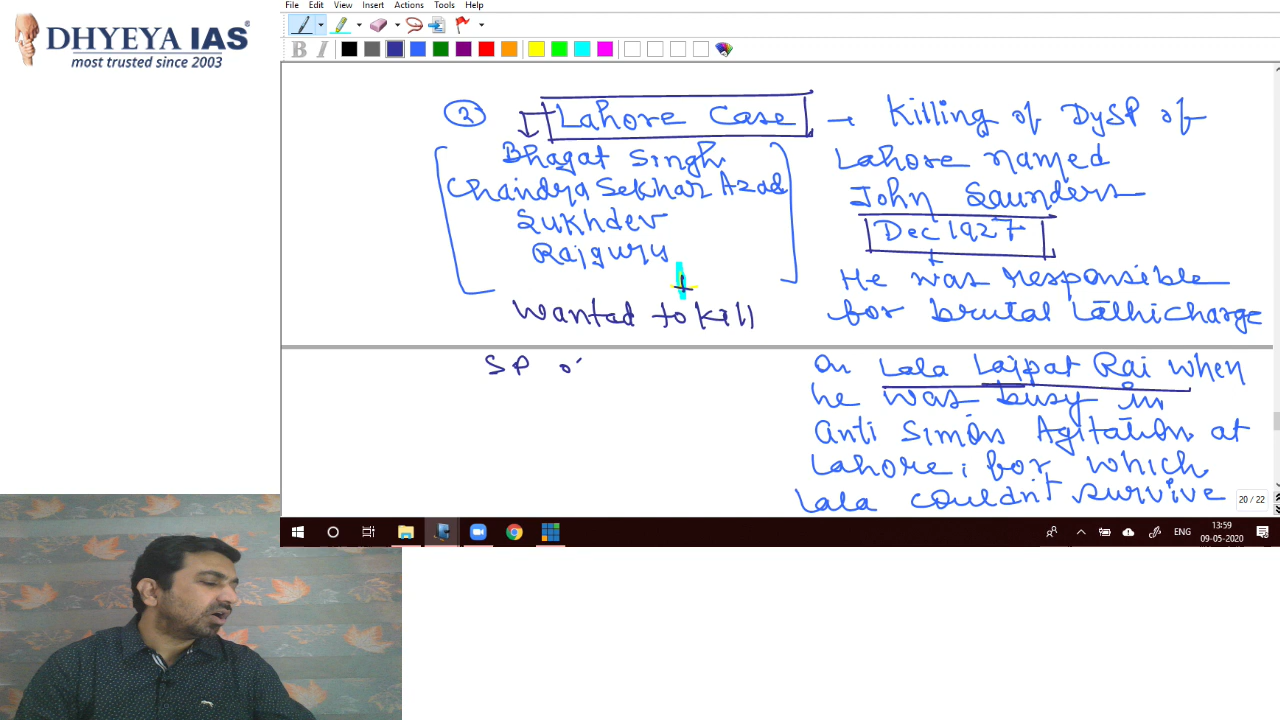 DHYEYA IAS
most trusted since 2003
File Edit View Insert Actions Tools Help
B I
2 Lahore Case → Killing of DySP of
Bhagat Singh
Chandra Sekhar Azad
Sukhdev
Rajguru
Wanted to kill
SP o
Lahore named
John Saunders
Dec 1927
He was responsible
for brutal Lathicharge
On Lala Lajpat Rai when
he was busy in
Anti Simon Agitation at
Lahore, for which
Lala couldn't survive
20 / 22
ENG
13:59
09-05-2020